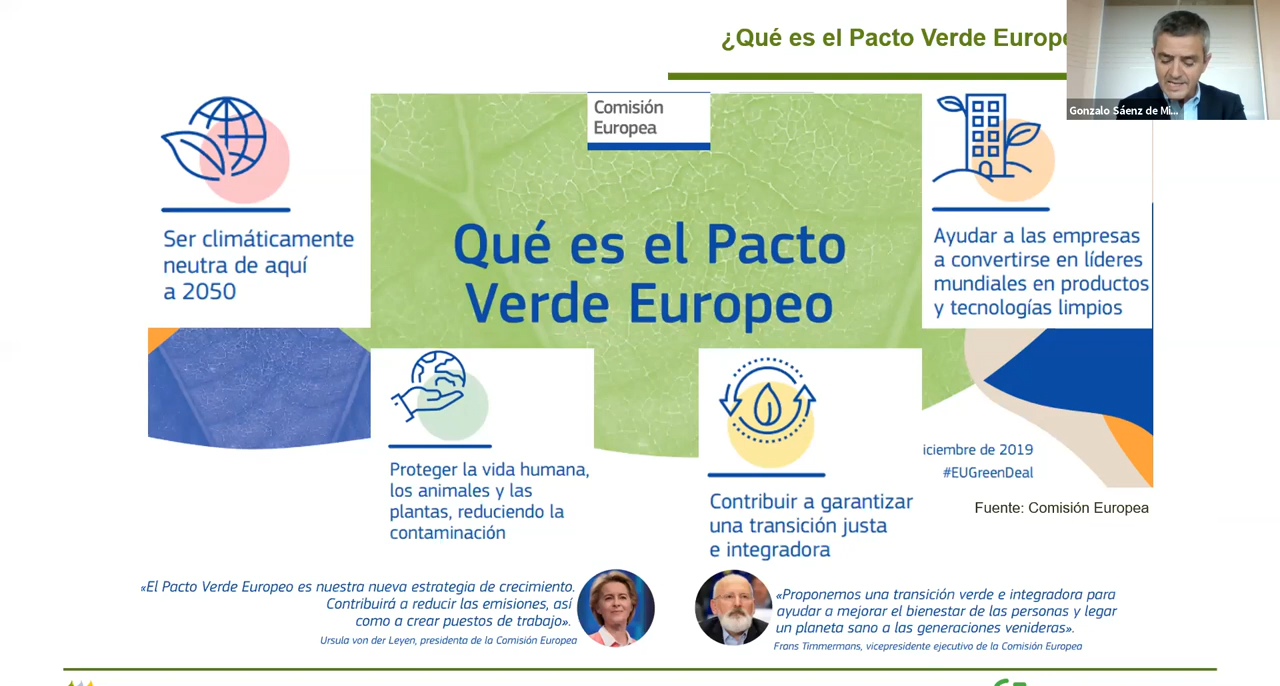 ¿Qué es el Pacto Verde Europe
Gonzalo Sáenz de Mi...
Comisión
Europea
Qué es el Pacto
Verde Europeo
Ser climáticamente
neutra de aquí
a 2050
Ayudar a las empresas
a convertirse en líderes
mundiales en productos
y tecnologías limpios
Proteger la vida humana,
los animales y las
plantas, reduciendo la
contaminación
Contribuir a garantizar
una transición justa
e integradora
iciembre de 2019
#EUGreenDeal
Fuente: Comisión Europea
«El Pacto Verde Europeo es nuestra nueva estrategia de crecimiento.
Contribuirá a reducir las emisiones, así
como a crear puestos de trabajo».
Ursula von der Leyen, presidenta de la Comisión Europea
«Proponemos una transición verde e integradora para
ayudar a mejorar el bienestar de las personas y legar
un planeta sano a las generaciones venideras».
Frans Timmermans, vicepresidente ejecutivo de la Comisión Europea